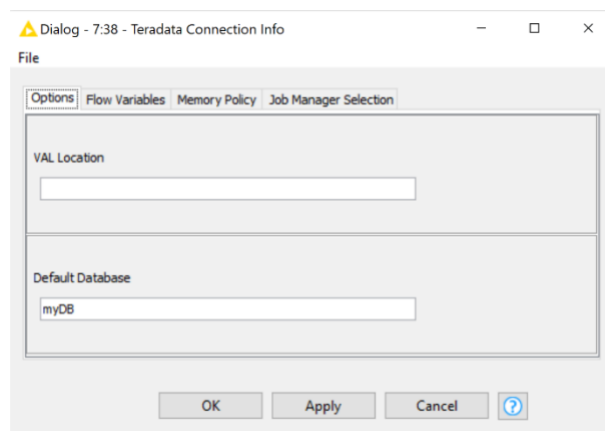 Dialog - 7:38 - Teradata Connection Info
File
Options Flow Variables Memory Policy Job Manager Selection
VAL Location
Default Database
myDB
OK Apply Cancel ?